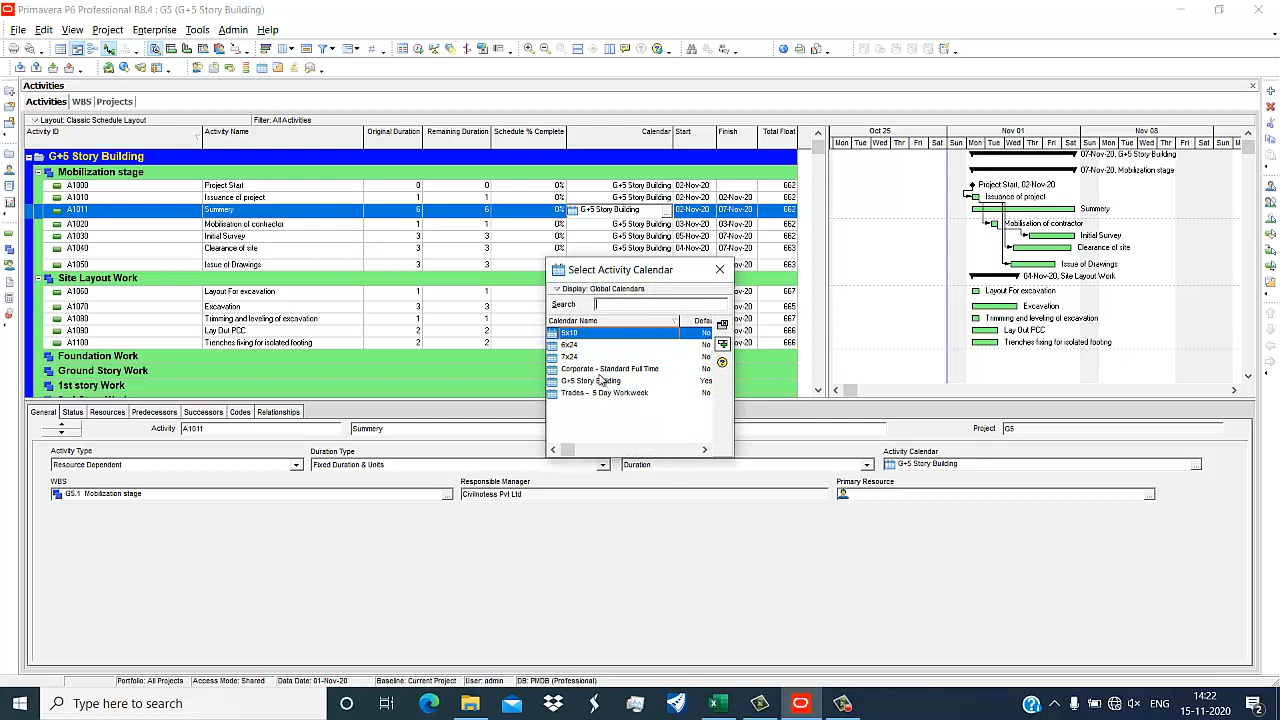 Primavera P6 Professional R8.4 : G5 (G+5 Story Building)
File Edit View Project Enterprise Tools Admin Help
Activities
Activities WBS Projects
Layout: Classic Schedule Layout Filter: All Activities
Activity ID Activity Name Original Duration Remaining Duration Schedule % Complete Calendar Start Finish Total Float
Oct 25 Nov 01 Nov 08
Mon Tue Wed Thr Fri Sat Sun Mon Tue Wed Thr Fri Sat Sun Mon Tue Wed Thr Fri Sat Sun M
G+5 Story Building 07-Nov-20, G+5 Story Building
Mobilization stage 07-Nov-20, Mobilization stage
A1000 Project Start 0 0 0% G+5 Story Building 02-Nov-20 662 Project Start, 02-Nov-20
A1010 Issuance of project 1 1 0% G+5 Story Building 02-Nov-20 02-Nov-20 662 Issuance of project
A1011 Summery 6 6 0% G+5 Story Building ... 02-Nov-20 07-Nov-20 662 Summery
A1020 Mobilisation of contractor 1 1 0% G+5 Story Building 03-Nov-20 03-Nov-20 662 Mobilisation of contractor
A1030 Initial Survey 3 3 0% G+5 Story Building 05-Nov-20 07-Nov-20 662 Initial Survey
A1040 Clearance of site 3 3 0% G+5 Story Building 04-Nov-20 06-Nov-20 663 Clearance of site
A1050 Issue of Drawings 3 3 663 Issue of Drawings
Site Layout Work 04-Nov-20, Site Layout Work
A1060 Layout For excavation 1 1 667 Layout For excavation
A1070 Excavation 3 3 665 Excavation
A1080 Trimming and leveling of excavation 1 1 667 Trimming and leveling of excavation
A1090 Lay Out PCC 2 2 666 Lay Out PCC
A1100 Trenches fixing for isolated footing 2 2 666 Trenches fixing for isolated footing
Foundation Work
Ground Story Work
1st story Work
Select Activity Calendar
Display: Global Calendars
Search
Calendar Name Defau
5x10 No
6x24 No
7x24 No
Corporate - Standard Full Time No
G+5 Story Building Yes
Trades - 5 Day Workweek No
General Status Resources Predecessors Successors Codes Relationships
Activity A1011 Summery Project G5
Activity Type Duration Type Activity Calendar
Resource Dependent Fixed Duration & Units Duration G+5 Story Building ...
WBS Responsible Manager Primary Resource
G5.1 Mobilization stage ... Civilnotess Pvt Ltd ...
Portfolio: All Projects Access Mode: Shared Data Date: 01-Nov-20 Baseline: Current Project User: admin DB: PMDB (Professional)
Type here to search
ENG
14:22
15-11-2020
2